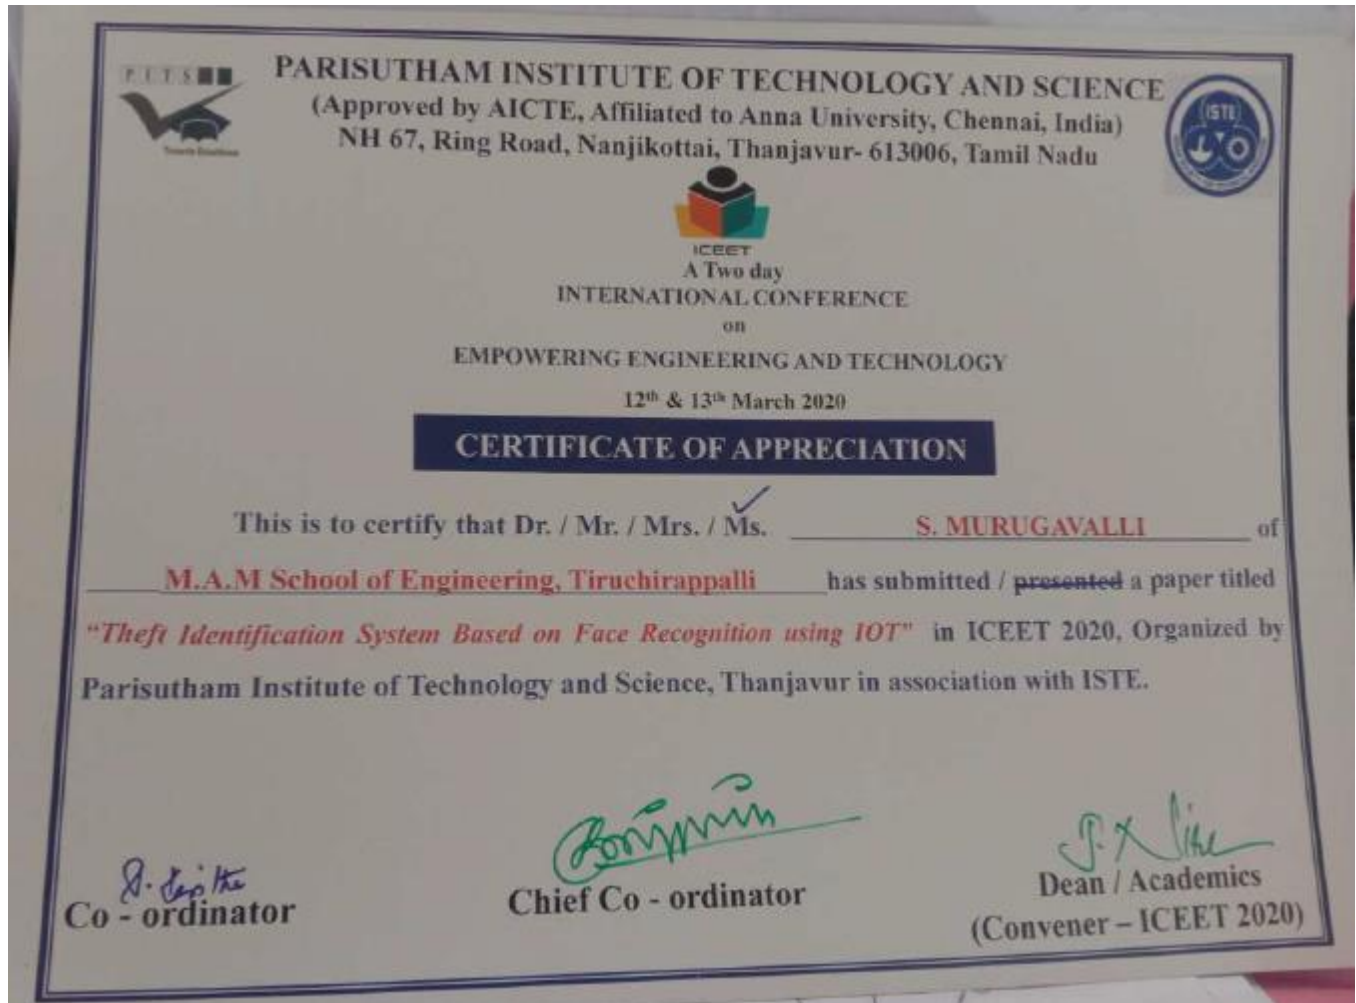 P I T S
PARISUTHAM INSTITUTE OF TECHNOLOGY AND SCIENCE
(Approved by AICTE, Affiliated to Anna University, Chennai, India)
NH 67, Ring Road, Nanjikottai, Thanjavur- 613006, Tamil Nadu
ISTE
ICEET
A Two day
INTERNATIONAL CONFERENCE
on
EMPOWERING ENGINEERING AND TECHNOLOGY
12th & 13th March 2020
CERTIFICATE OF APPRECIATION
This is to certify that Dr. / Mr. / Mrs. / Ms. S. MURUGAVALLI of
M.A.M School of Engineering, Tiruchirappalli has submitted / presented a paper titled
“Theft Identification System Based on Face Recognition using IOT” in ICEET 2020, Organized by
Parisutham Institute of Technology and Science, Thanjavur in association with ISTE.
Co - ordinator
Chief Co - ordinator
Dean / Academics
(Convener – ICEET 2020)